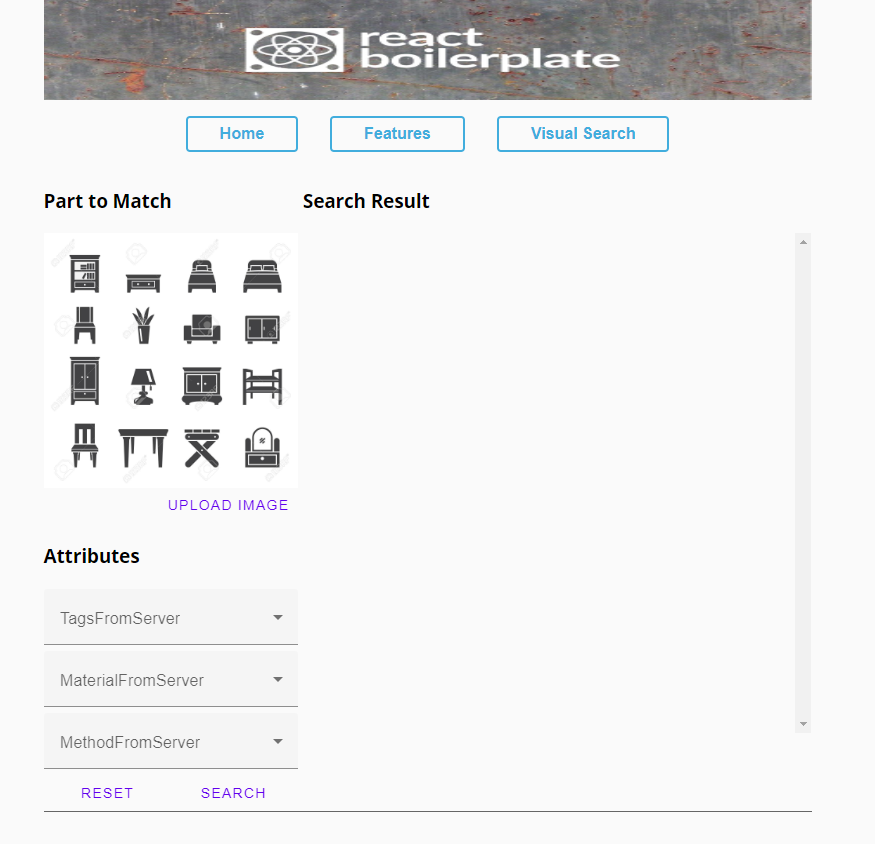 react
boilerplate
Home
Features
Visual Search
Part to Match
Search Result
UPLOAD IMAGE
Attributes
TagsFromServer
MaterialFromServer
MethodFromServer
RESET
SEARCH